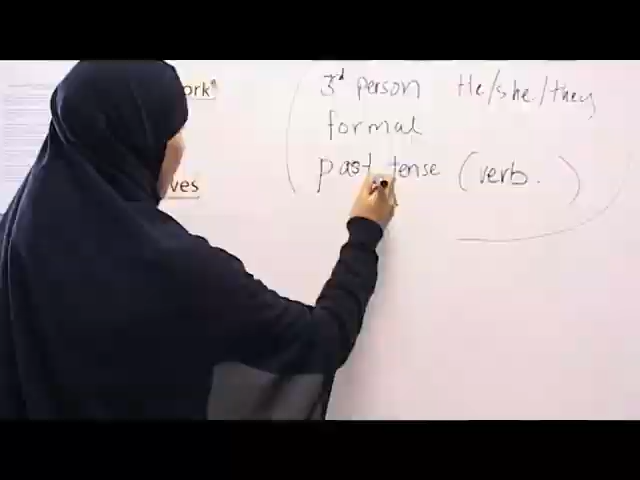 3rd person He/she/they
formal
past tense (verb. )
ork"
ves